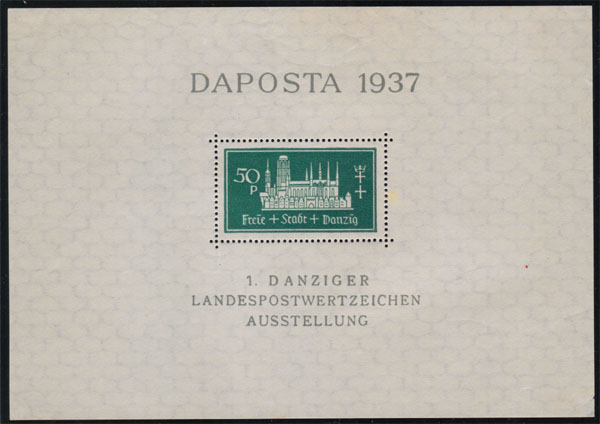 DAPOSTA 1937
50
P
Freie + Stadt + Danzig
1. DANZIGER
LANDESPOSTWERTZEICHEN
AUSSTELLUNG